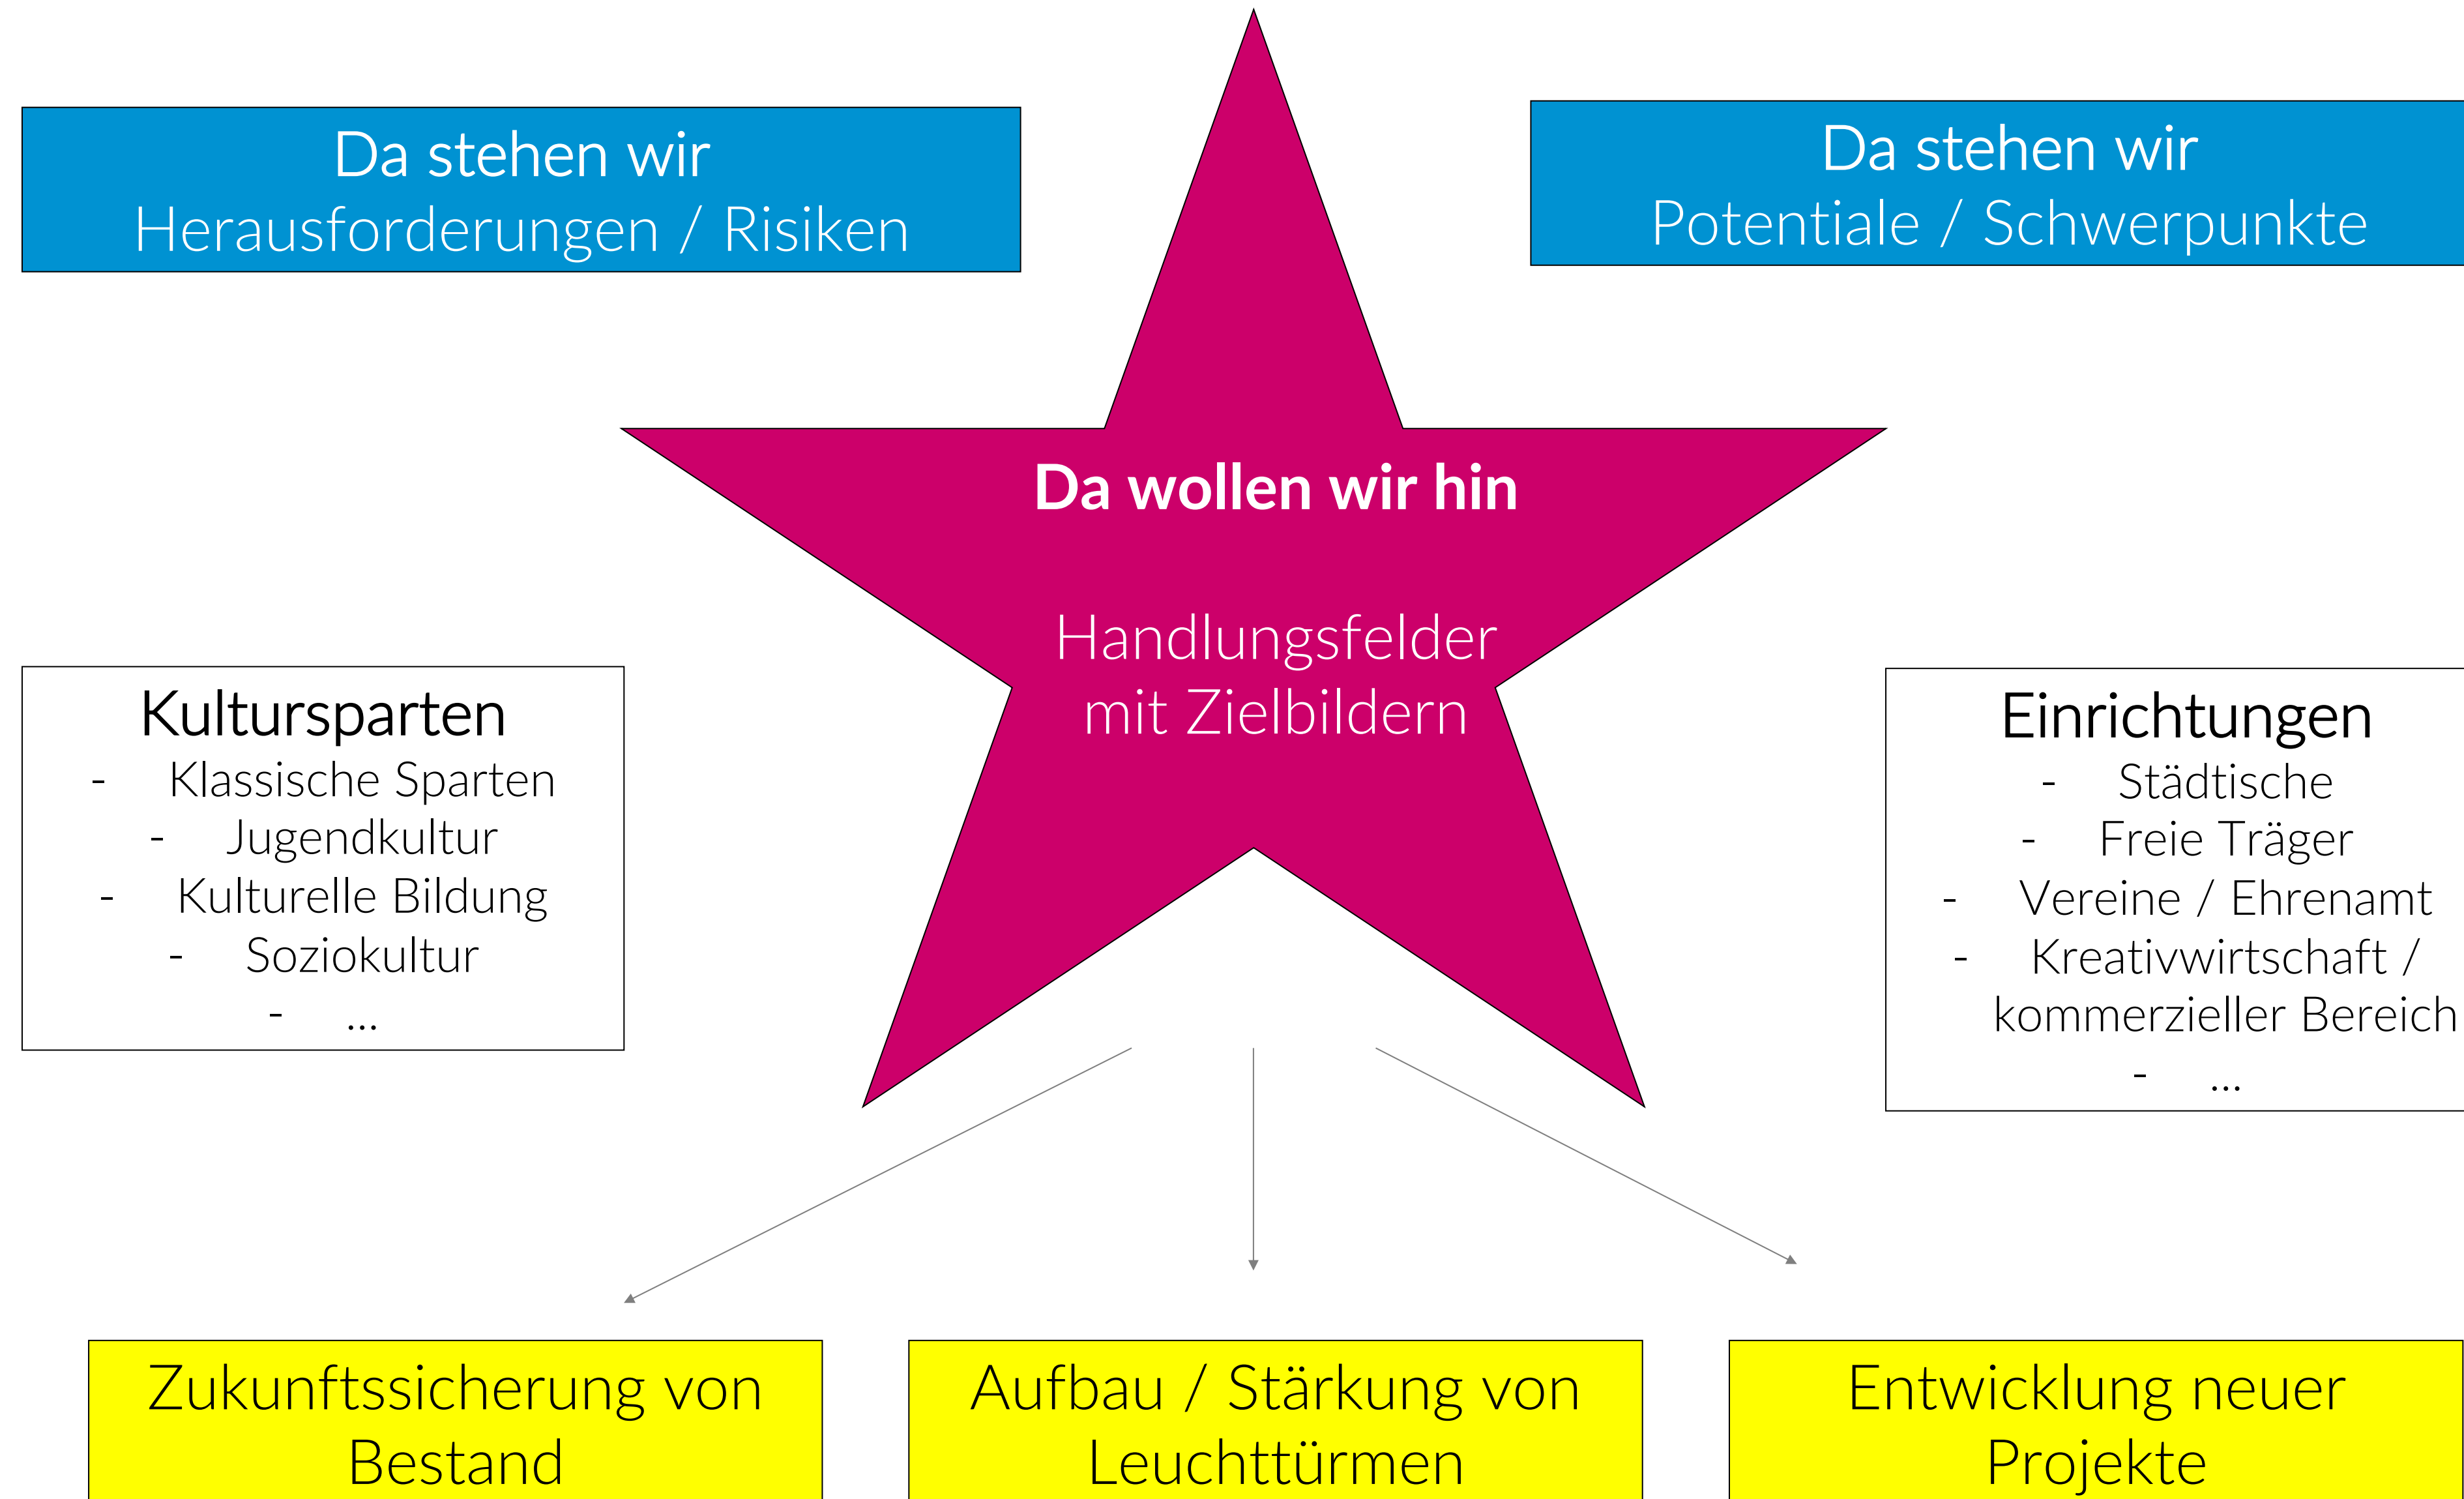 Da stehen wir
Herausforderungen / Risiken
Da stehen wir
Potentiale / Schwerpunkte
Da wollen wir hin
Handlungsfelder
mit Zielbildern
Kultursparten
- Klassische Sparten
- Jugendkultur
- Kulturelle Bildung
- Soziokultur
- ...
Einrichtungen
- Städtische
- Freie Träger
- Vereine / Ehrenamt
- Kreativwirtschaft /
kommerzieller Bereich
- ...
Zukunftssicherung von
Bestand
Aufbau / Stärkung von
Leuchttürmen
Entwicklung neuer
Projekte